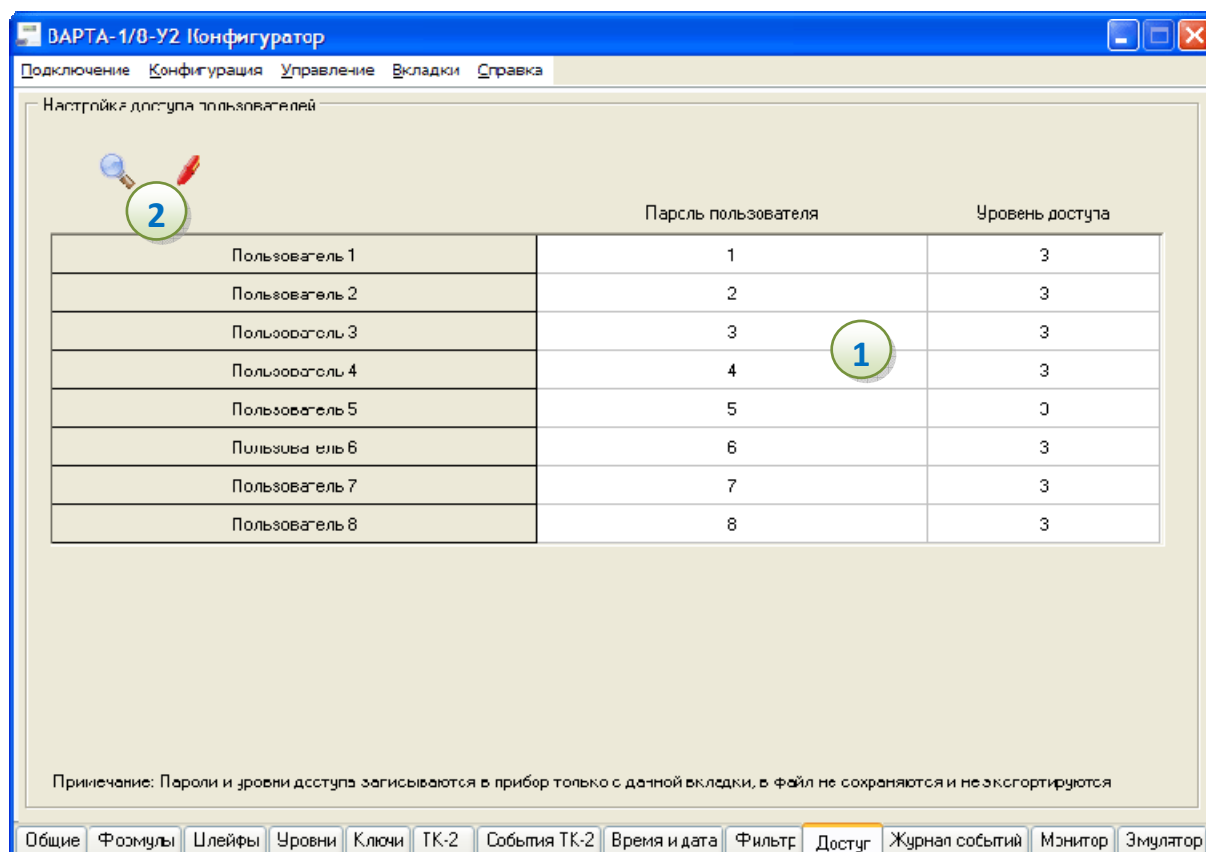 ВАРТА-1/8-У2 Конфигуратор
Подключение Конфигурация Управление Вкладки Справка
Настройка доступа пользователей
2
Пароль пользователя Уровень доступа
Пользователь 1 1 3
Пользователь 2 2 3
Пользователь 3 3 3
1
Пользователь 4 4 3
Пользователь 5 5 3
Пользователь 6 6 3
Пользователь 7 7 3
Пользователь 8 8 3
Примечание: Пароли и уровни доступа записываются в прибор только с данной вкладки, в файл не сохраняются и не экспортируются
Общие Формулы Шлейфы Уровни Ключи ТК-2 События ТК-2 Время и дата Фильтр Доступ Журнал событий Монитор Эмулятор